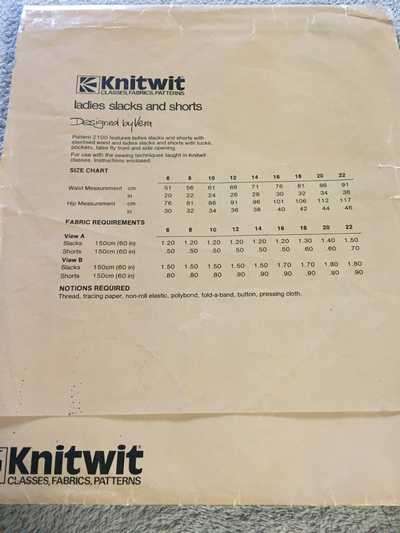 Knitwit
CLASSES, FABRICS, PATTERNS
ladies slacks and shorts
Designed by Vera
Pattern 2100 features ladies slacks and shorts with
elasticised waist and ladies slacks and shorts with tucks,
pockets, false fly front and side opening.
For use with the sewing techniques taught in Knitwit
classes. Instructions enclosed.
SIZE CHART
6 8 10 12 14 16 18 20 22
Waist Measurement cm 51 56 61 66 71 76 81 86 91
in 20 22 24 26 28 30 32 34 36
Hip Measurement cm 76 81 86 91 96 101 106 112 117
in 30 32 34 36 38 40 42 44 46
FABRIC REQUIREMENTS
6 8 10 12 14 16 18 20 22
View A
Slacks 150cm (60 in) 1.20 1.20 1.20 1.20 1.20 1.20 1.30 1.40 1.50
Shorts 150cm (60 in) .50 .50 .50 .50 .50 .50 .60 .60 .70
View B
Slacks 150cm (60 in) 1.50 1.50 1.50 1.50 1.50 1.70 1.70 1.80 1.80
Shorts 150cm (60 in) .80 .80 .80 .90 .90 .90 .90 .90 .90
NOTIONS REQUIRED
Thread, tracing paper, non-roll elastic, polybond, fold-a-band, button, pressing cloth.
Knitwit
CLASSES, FABRICS, PATTERNS